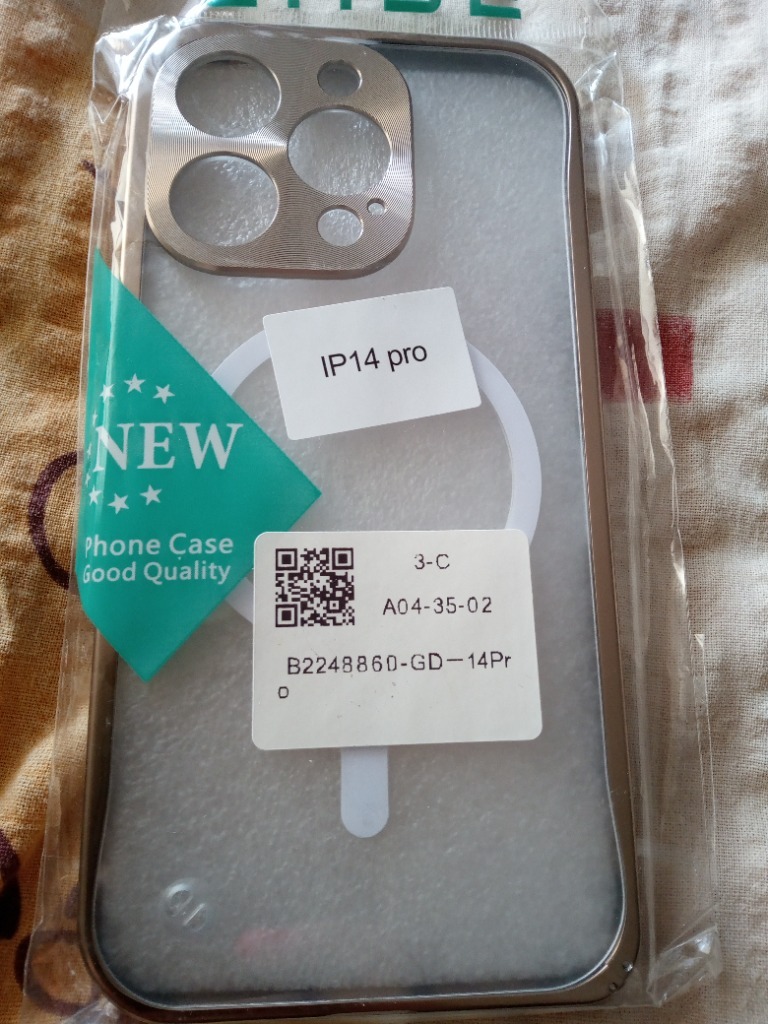 IP14 pro
NEW
Phone Case
Good Quality
3-C
A04-35-02
B2248860-GD－14Pr
o